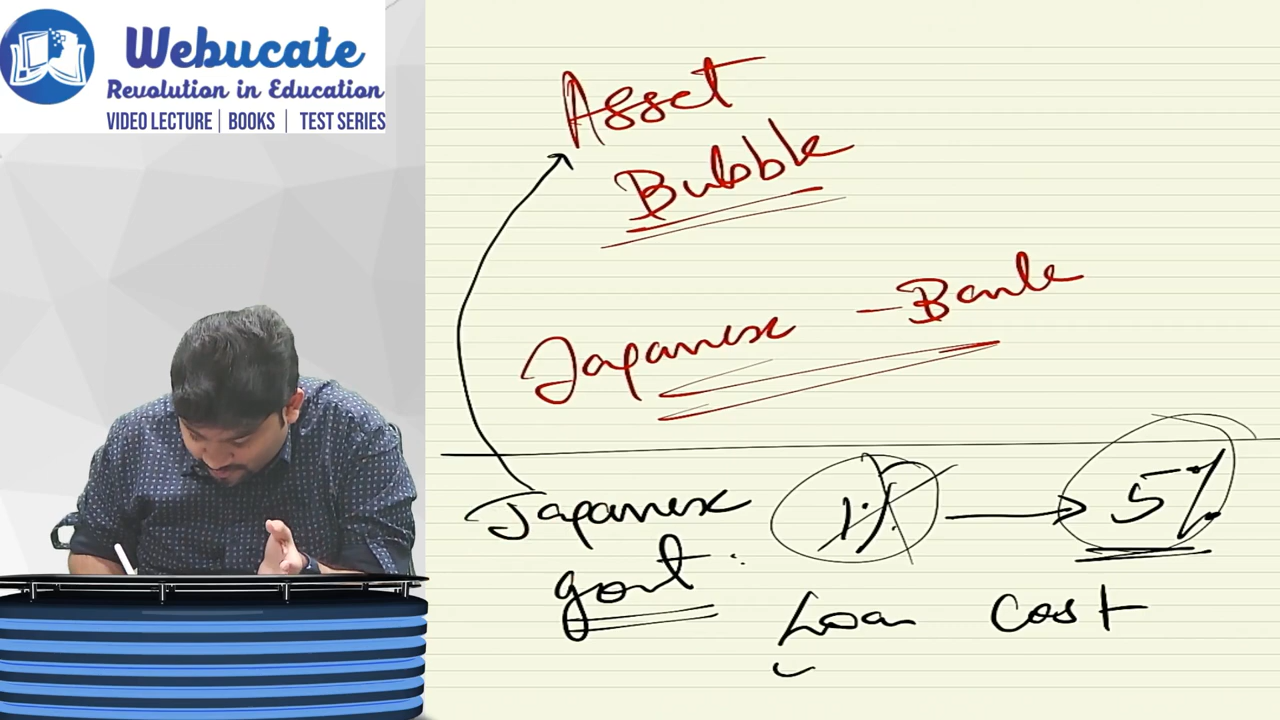 Webucate
Revolution in Education
VIDEO LECTURE | BOOKS | TEST SERIES
Asset
Bubble
Japanese - Bank
Japanese 1% → 5%
govt:
Loan Cost